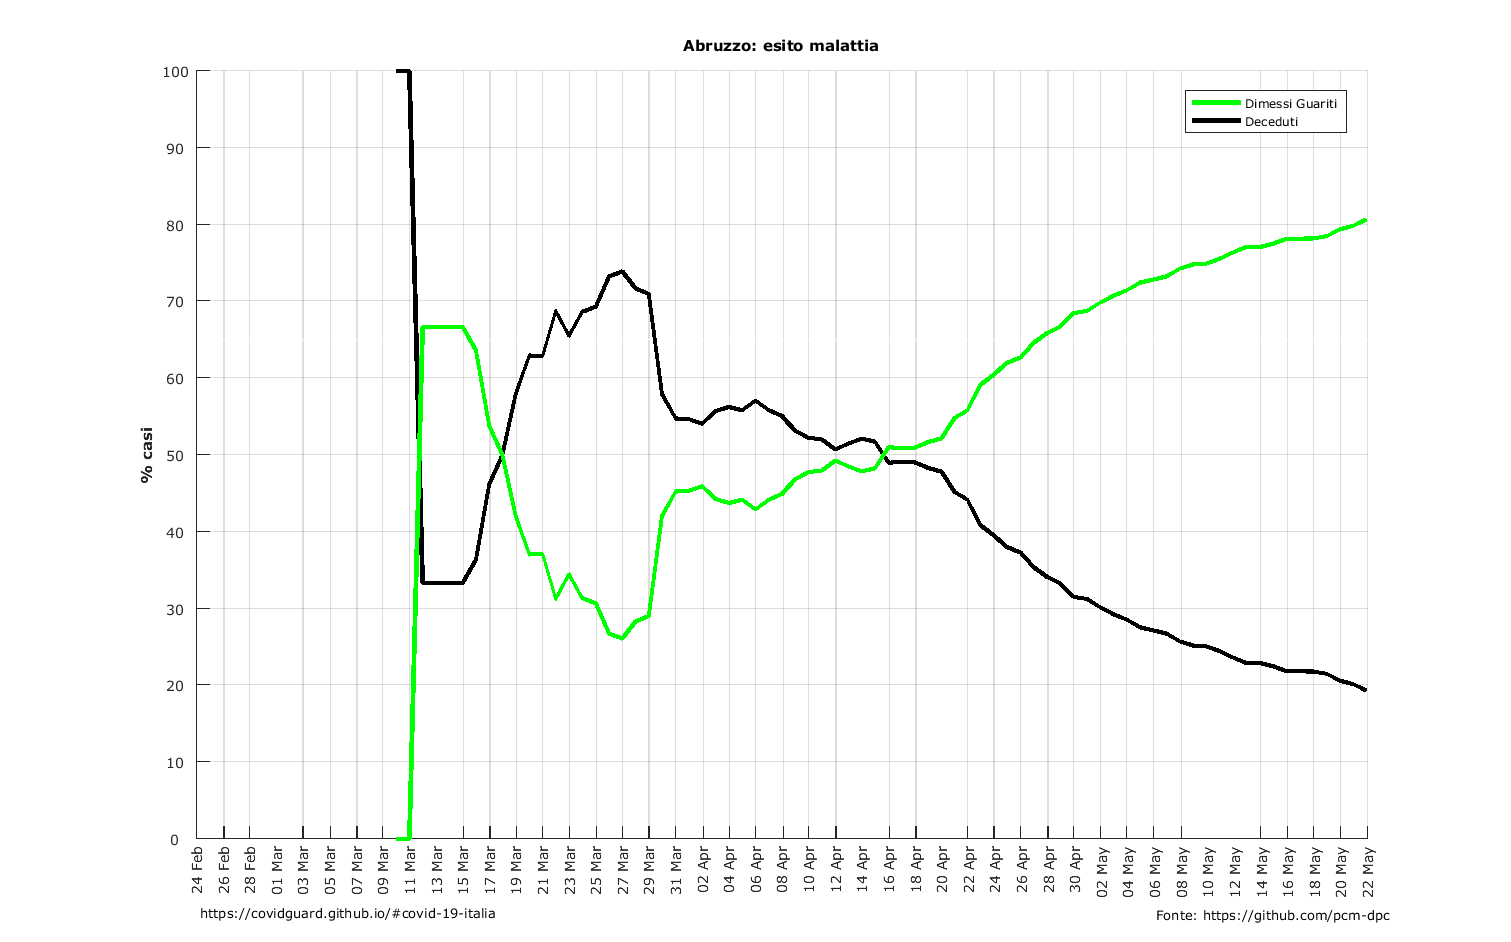 Abruzzo: esito malattia
100
90
80
70
60
50
40
30
20
10
0
% casi
Dimessi Guariti
Deceduti
24 Feb
26 Feb
28 Feb
01 Mar
03 Mar
05 Mar
07 Mar
09 Mar
11 Mar
13 Mar
15 Mar
17 Mar
19 Mar
21 Mar
23 Mar
25 Mar
27 Mar
29 Mar
31 Mar
02 Apr
04 Apr
06 Apr
08 Apr
10 Apr
12 Apr
14 Apr
16 Apr
18 Apr
20 Apr
22 Apr
24 Apr
26 Apr
28 Apr
30 Apr
02 May
04 May
06 May
08 May
10 May
12 May
14 May
16 May
18 May
20 May
22 May
https://covidguard.github.io/#covid-19-italia
Fonte: https://github.com/pcm-dpc